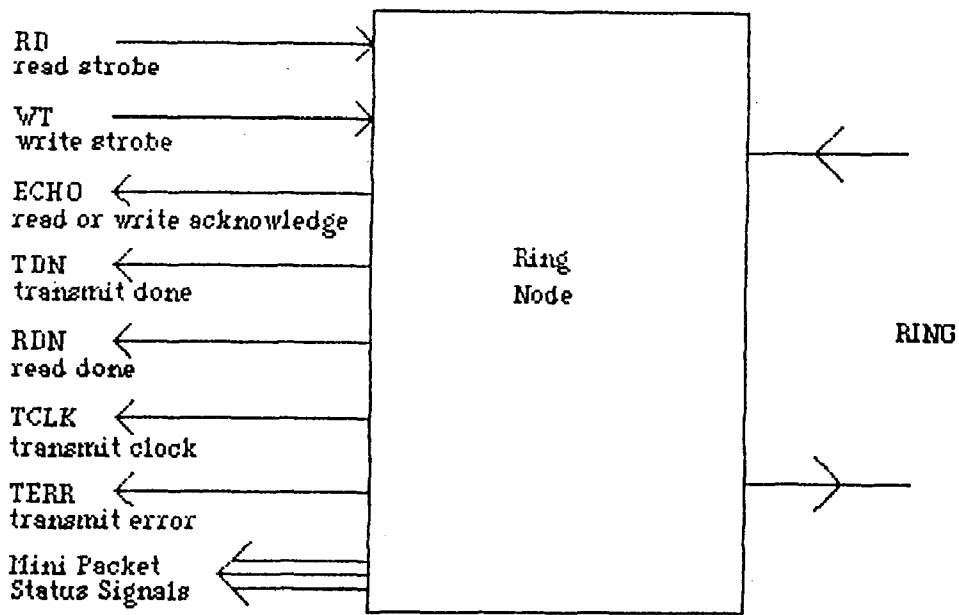 RD
read strobe
WT
write strobe
ECHO
read or write acknowledge
TDN
transmit done
RDN
read done
TCLK
transmit clock
TERR
transmit error
Mini Packet
Status Signals
Ring
Node
RING